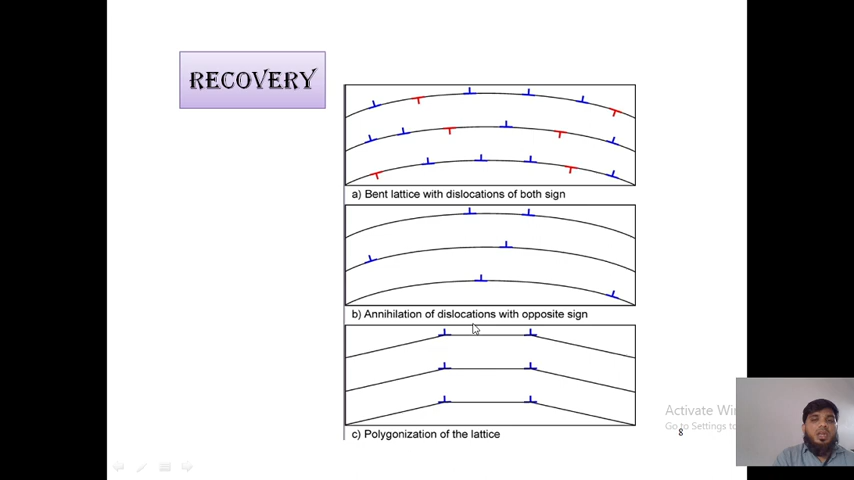 RECOVERY
a) Bent lattice with dislocations of both sign
b) Annihilation of dislocations with opposite sign
c) Polygonization of the lattice
Activate
Go to Settings to
8